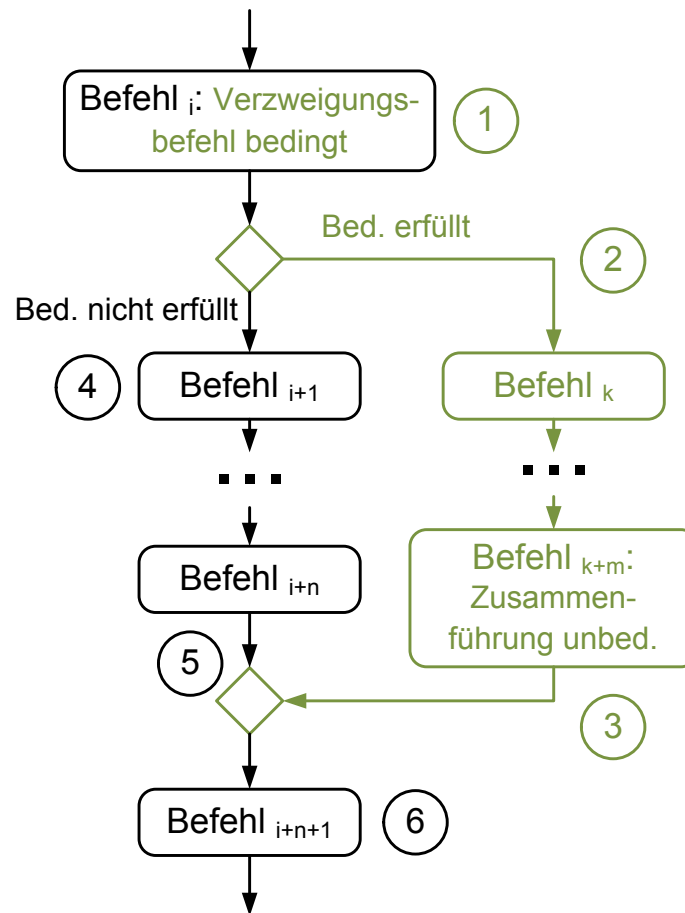 Befehl i: Verzweigungs-
befehl bedingt
1
Bed. erfüllt
2
Bed. nicht erfüllt
4
Befehl i+1
Befehl k
...
...
Befehl i+n
Befehl k+m:
Zusammen-
führung unbed.
5
3
Befehl i+n+1
6